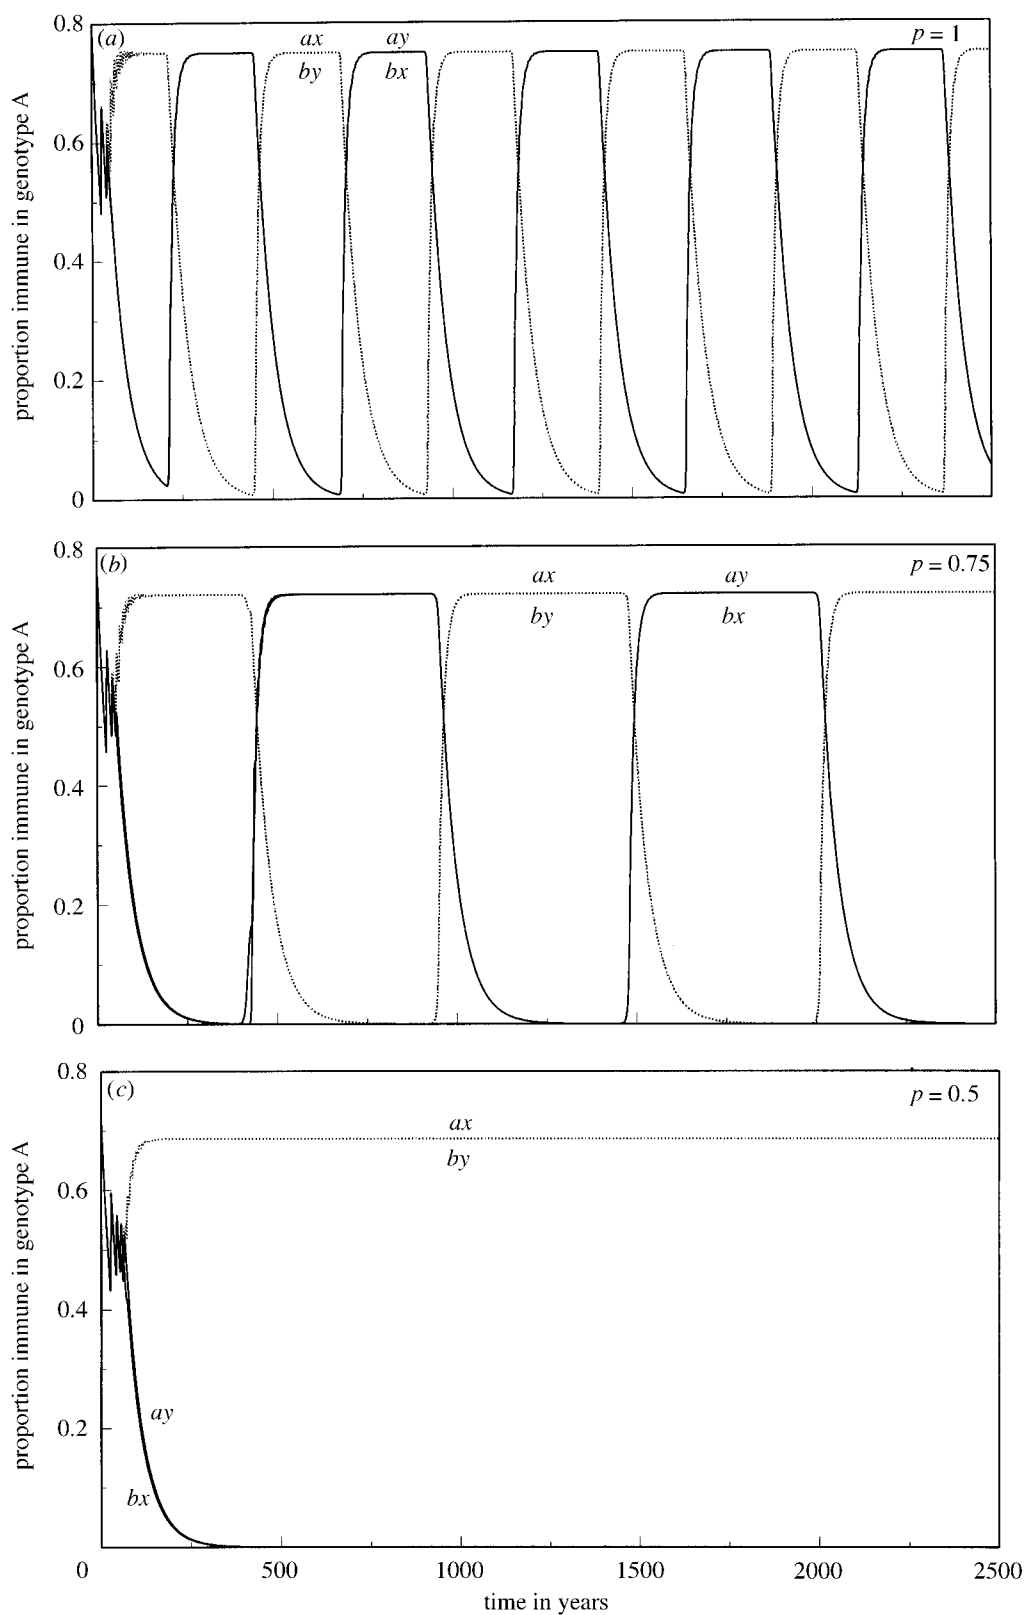 0.8
(a)
ax
ay
p = 1
by
bx
0.6
0.4
0.2
0
proportion immune in genotype A
0.8
(b)
ax
ay
p = 0.75
by
bx
0.6
0.4
0.2
0
proportion immune in genotype A
0.8
(c)
ax
p = 0.5
by
0.6
0.4
ay
0.2
bx
proportion immune in genotype A
0
500
1000
1500
2000
2500
time in years